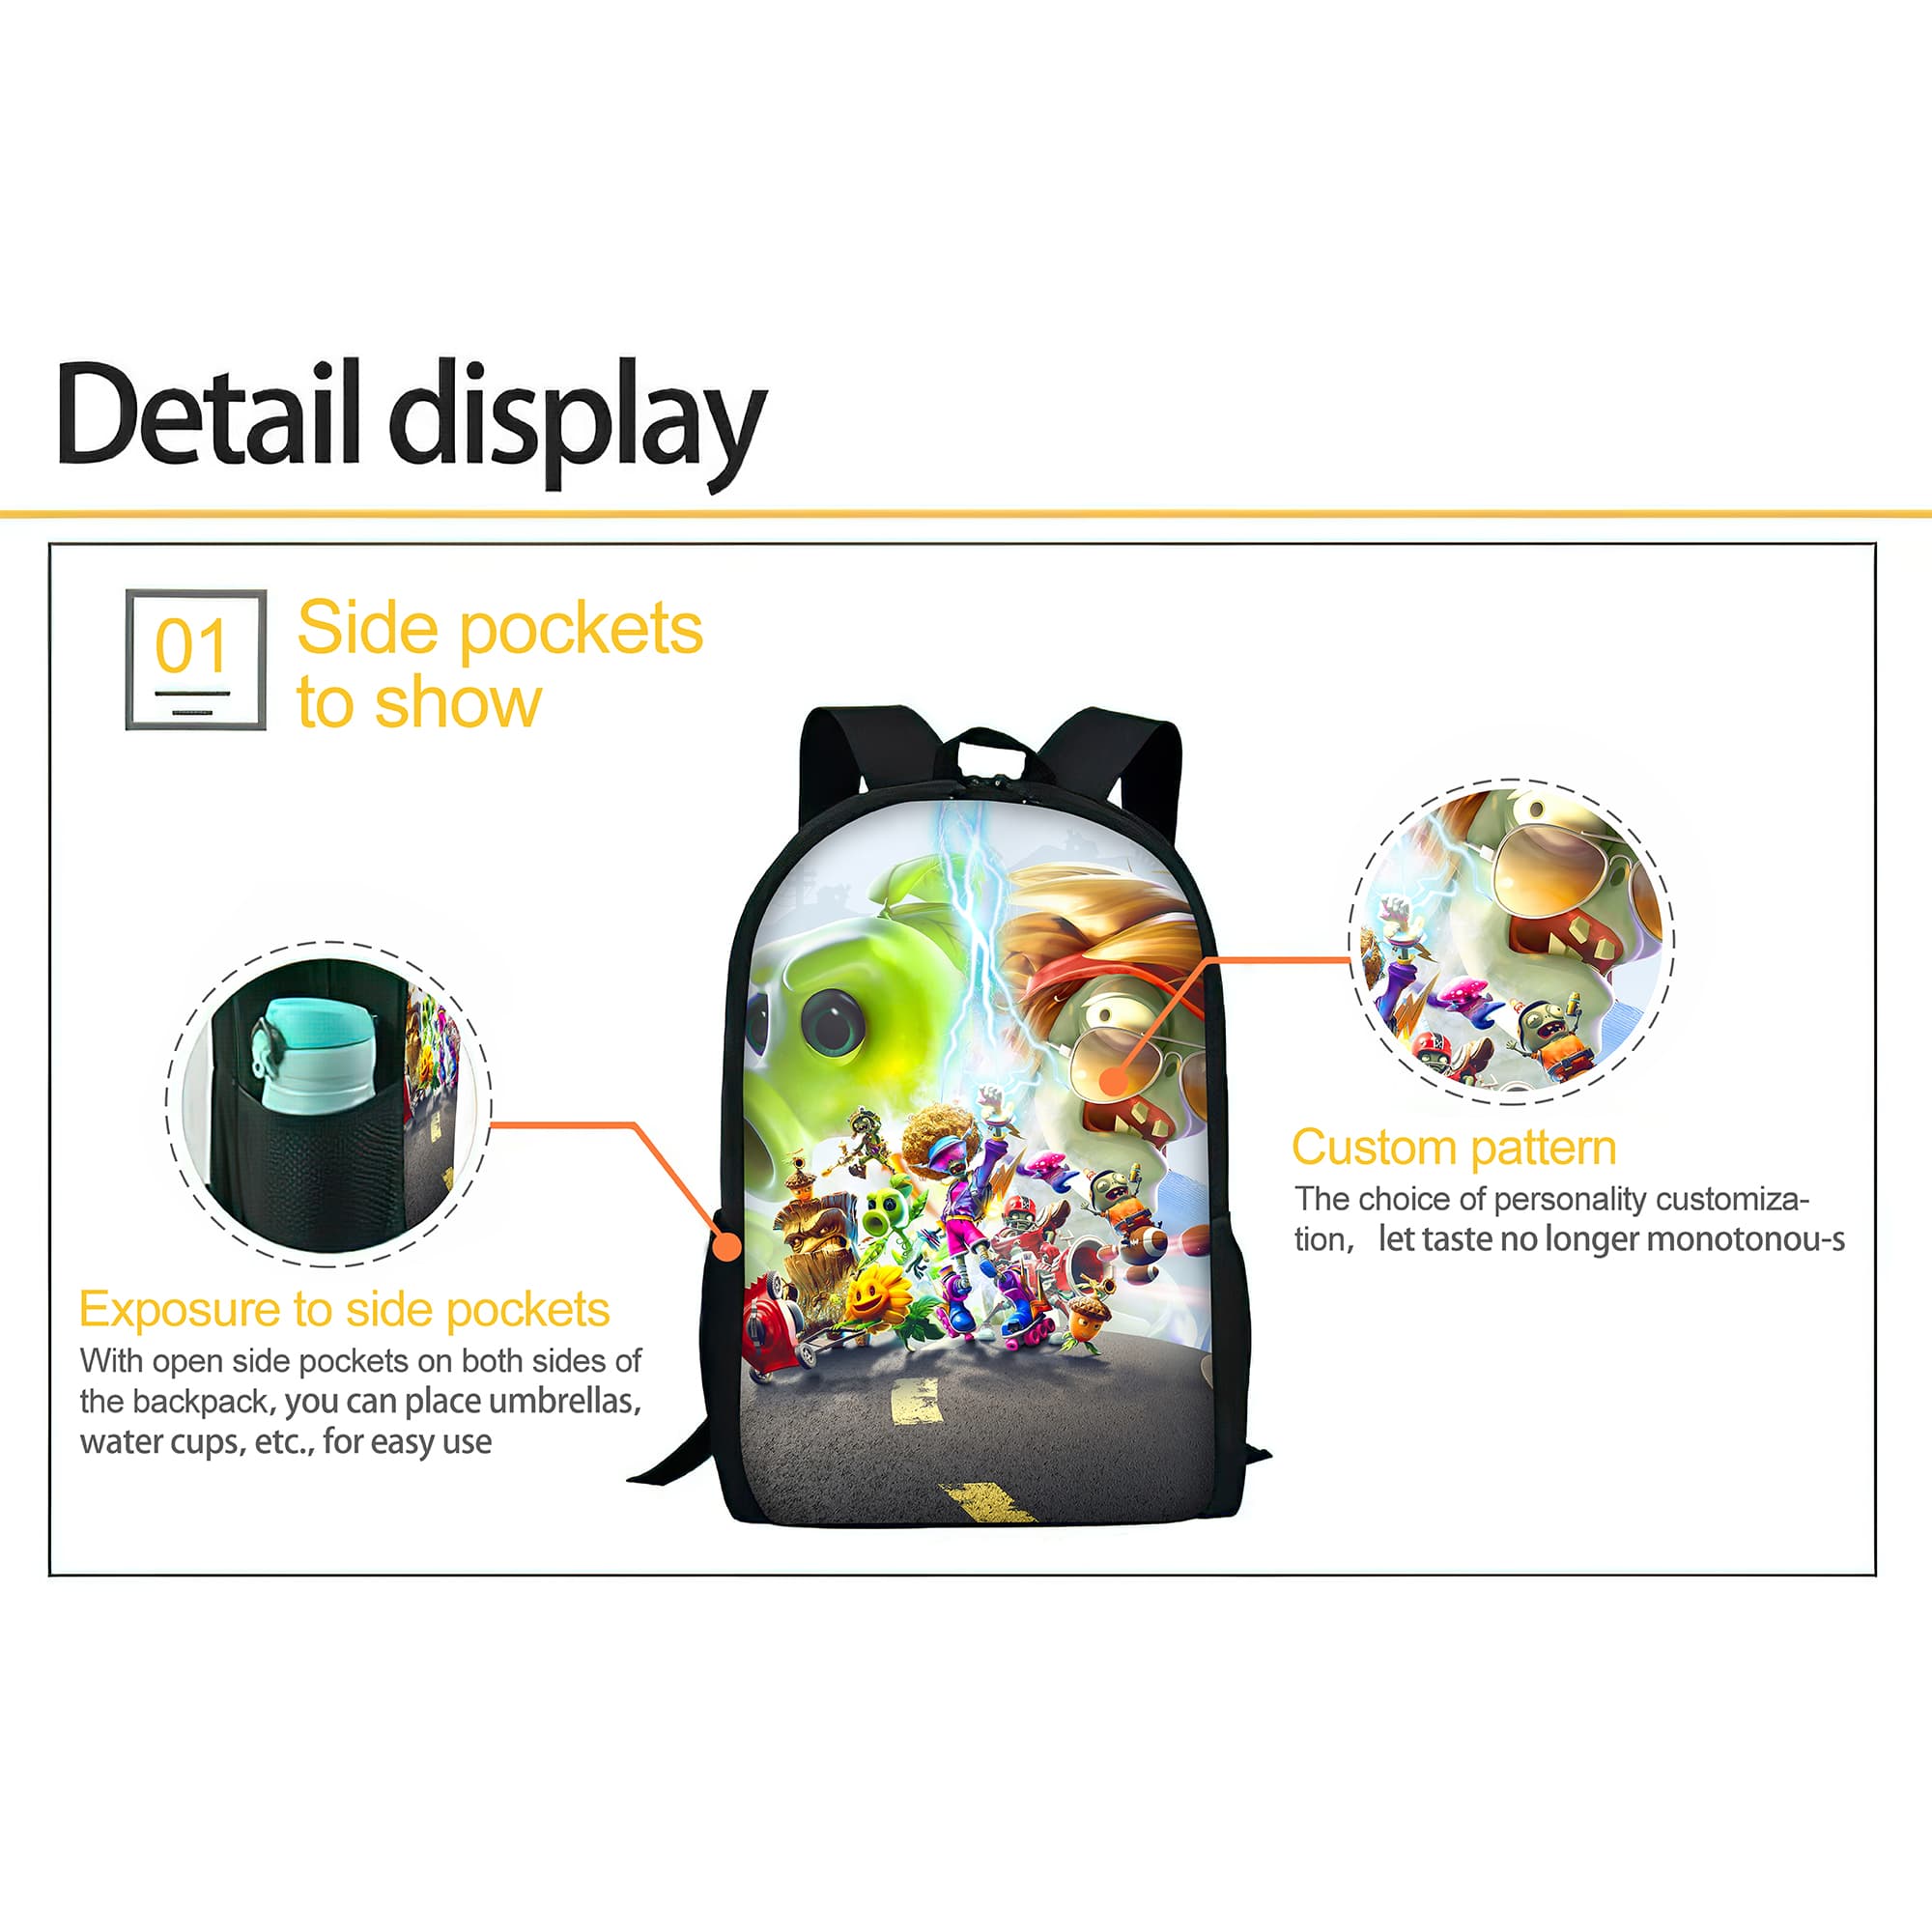 Detail display
01
Side pockets
to show
Custom pattern
The choice of personality customiza-
tion, let taste no longer monotonou-s
Exposure to side pockets
With open side pockets on both sides of
the backpack, you can place umbrellas,
water cups, etc., for easy use